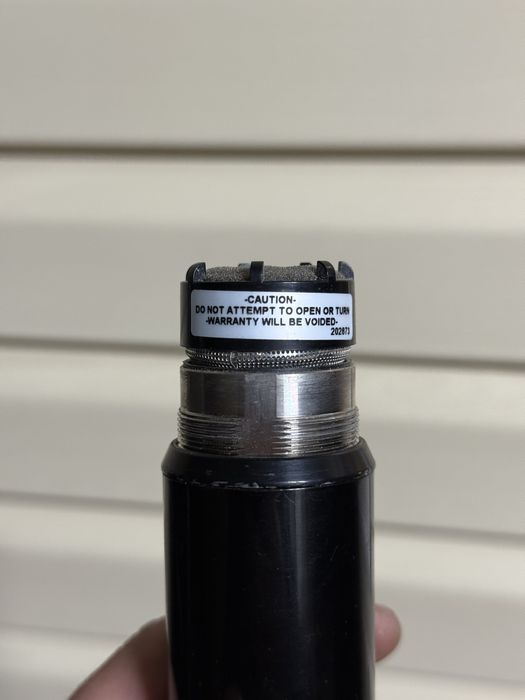 -CAUTION-
DO NOT ATTEMPT TO OPEN OR TURN
-WARRANTY WILL BE VOIDED-
202873